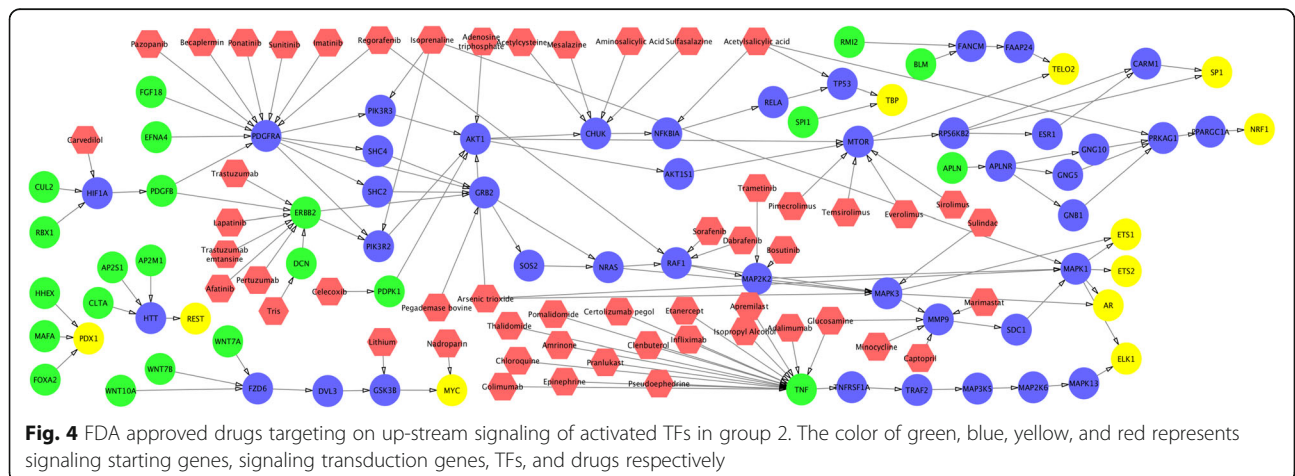 Pazopanib
Becaplermin
Ponatinib
Sunitinib
Imatinib
Regorafenib
Isoprenaline
Adenosine
triphosphate
Acetylcysteine
Mesalazine
Aminosalicylic Acid
Sulfasalazine
Acetylsalicylic acid
RMI2
FANCM
FAAP24
BLM
TELO2
CARM1
SP1
FGF18
EFNA4
PDGFRA
PIK3R3
AKT1
CHUK
NFKBIA
RELA
TP53
TBP
SPI1
MTOR
RPS6KB2
ESR1
PRKAG1
PPARGC1A
NRF1
GNG10
GNG5
GNB1
APLN
APLNR
Carvedilol
CUL2
RBX1
HIF1A
PDGFB
SHC4
SHC2
GRB2
AKT1S1
Trastuzumab
ERBB2
Lapatinib
Trastuzumab
emtansine
Afatinib
Pertuzumab
DCN
Tris
PIK3R2
Celecoxib
PDPK1
SOS2
NRAS
RAF1
Sorafenib
Dabrafenib
Trametinib
Bosutinib
MAP2K2
Pimecrolimus
Temsirolimus
Everolimus
Sirolimus
Sulindac
MAPK3
MAPK1
ETS1
ETS2
AR
ELK1
Pegademase bovine
Arsenic trioxide
AP2S1
AP2M1
CLTA
HTT
REST
HHEX
MAFA
FOXA2
PDX1
WNT7A
WNT7B
WNT10A
FZD6
DVL3
GSK3B
MYC
Lithium
Nadroparin
Thalidomide
Pomalidomide
Certolizumab pegol
Etanercept
Apremilast
Isopropyl Alcohol
Adalimumab
Glucosamine
Amrinone
Clenbuterol
Infliximab
Chloroquine
Pranlukast
Golimumab
Epinephrine
Pseudoephedrine
TNF
TNFRSF1A
TRAF2
MAP3K5
MAP2K6
MAPK13
MMP9
SDC1
Marimastat
Minocycline
Captopril
Fig. 4 FDA approved drugs targeting on up-stream signaling of activated TFs in group 2. The color of green, blue, yellow, and red represents
signaling starting genes, signaling transduction genes, TFs, and drugs respectively